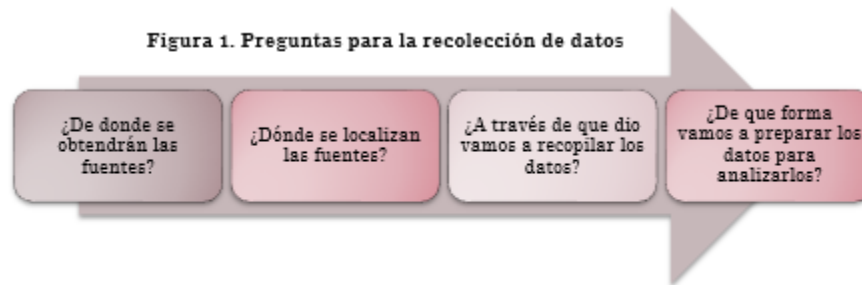 Figura 1. Preguntas para la recolección de datos
¿De donde se
obtendrán las
fuentes?
¿Dónde se localizan
las fuentes?
¿A través de que dio
vamos a recopilar los
datos?
¿De que forma
vamos a preparar los
datos para
analizarlos?